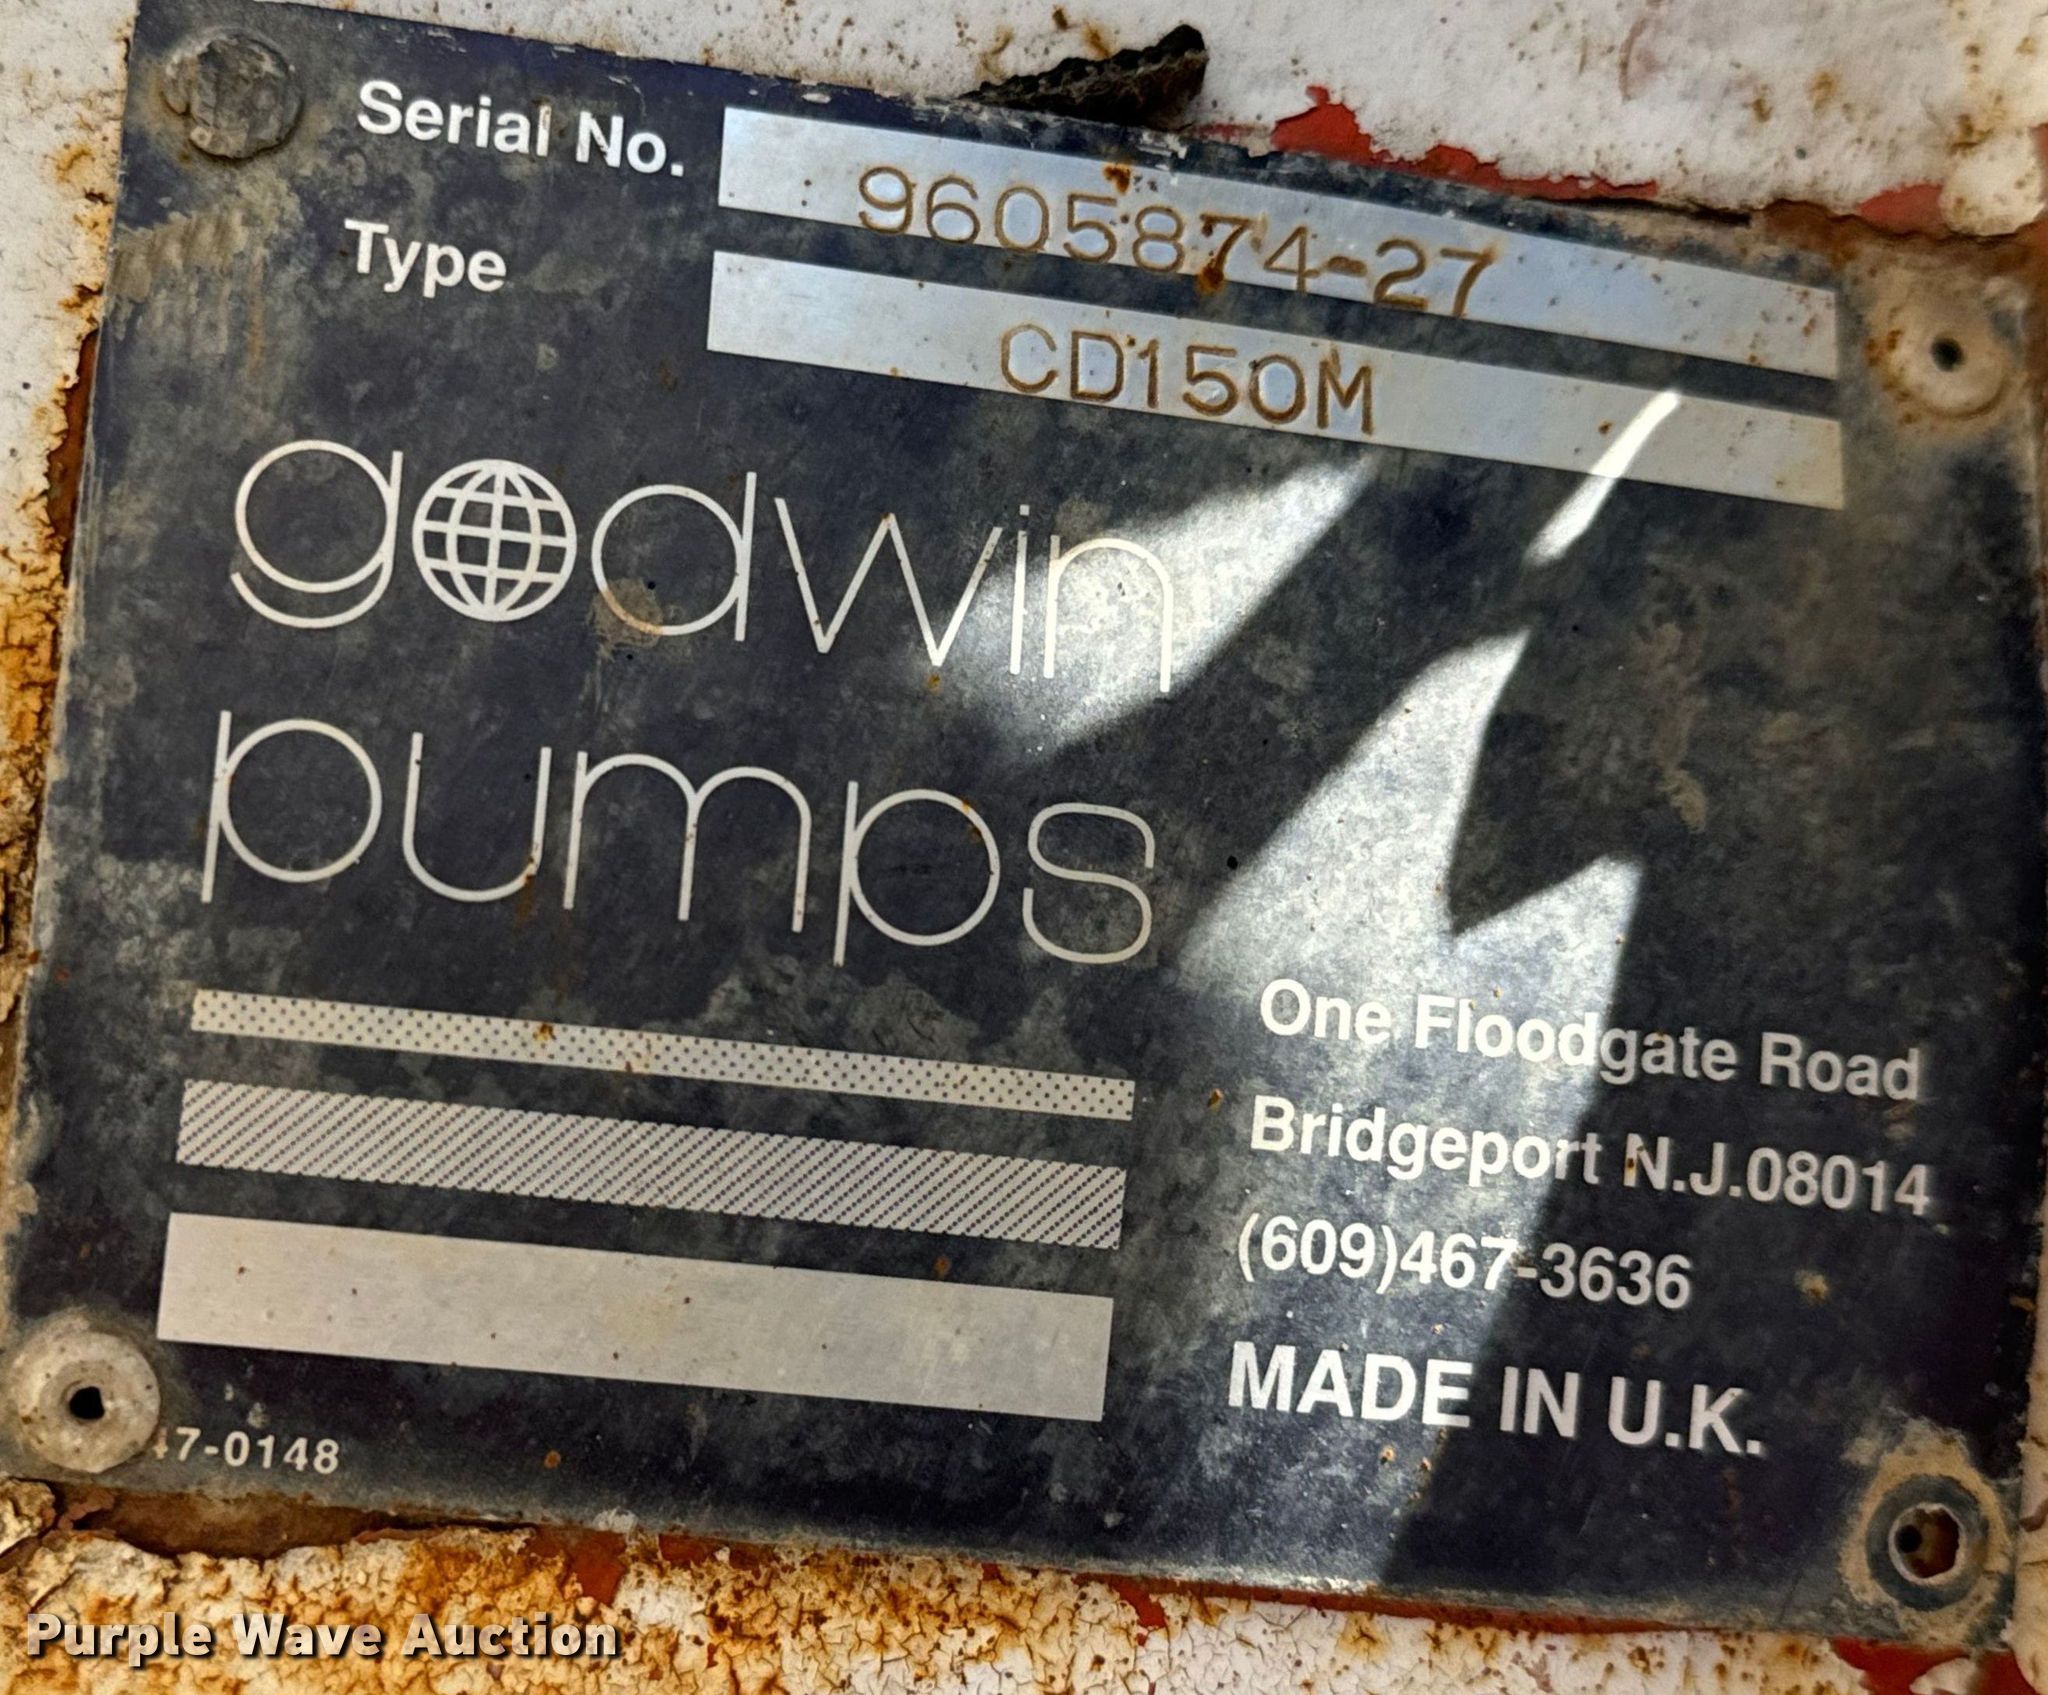 Serial No. 9605874-27
Type CD150M
godwin
pumps
One Floodgate Road
Bridgeport N.J.08014
(609)467-3636
MADE IN U.K.
47-0148
Purple Wave Auction